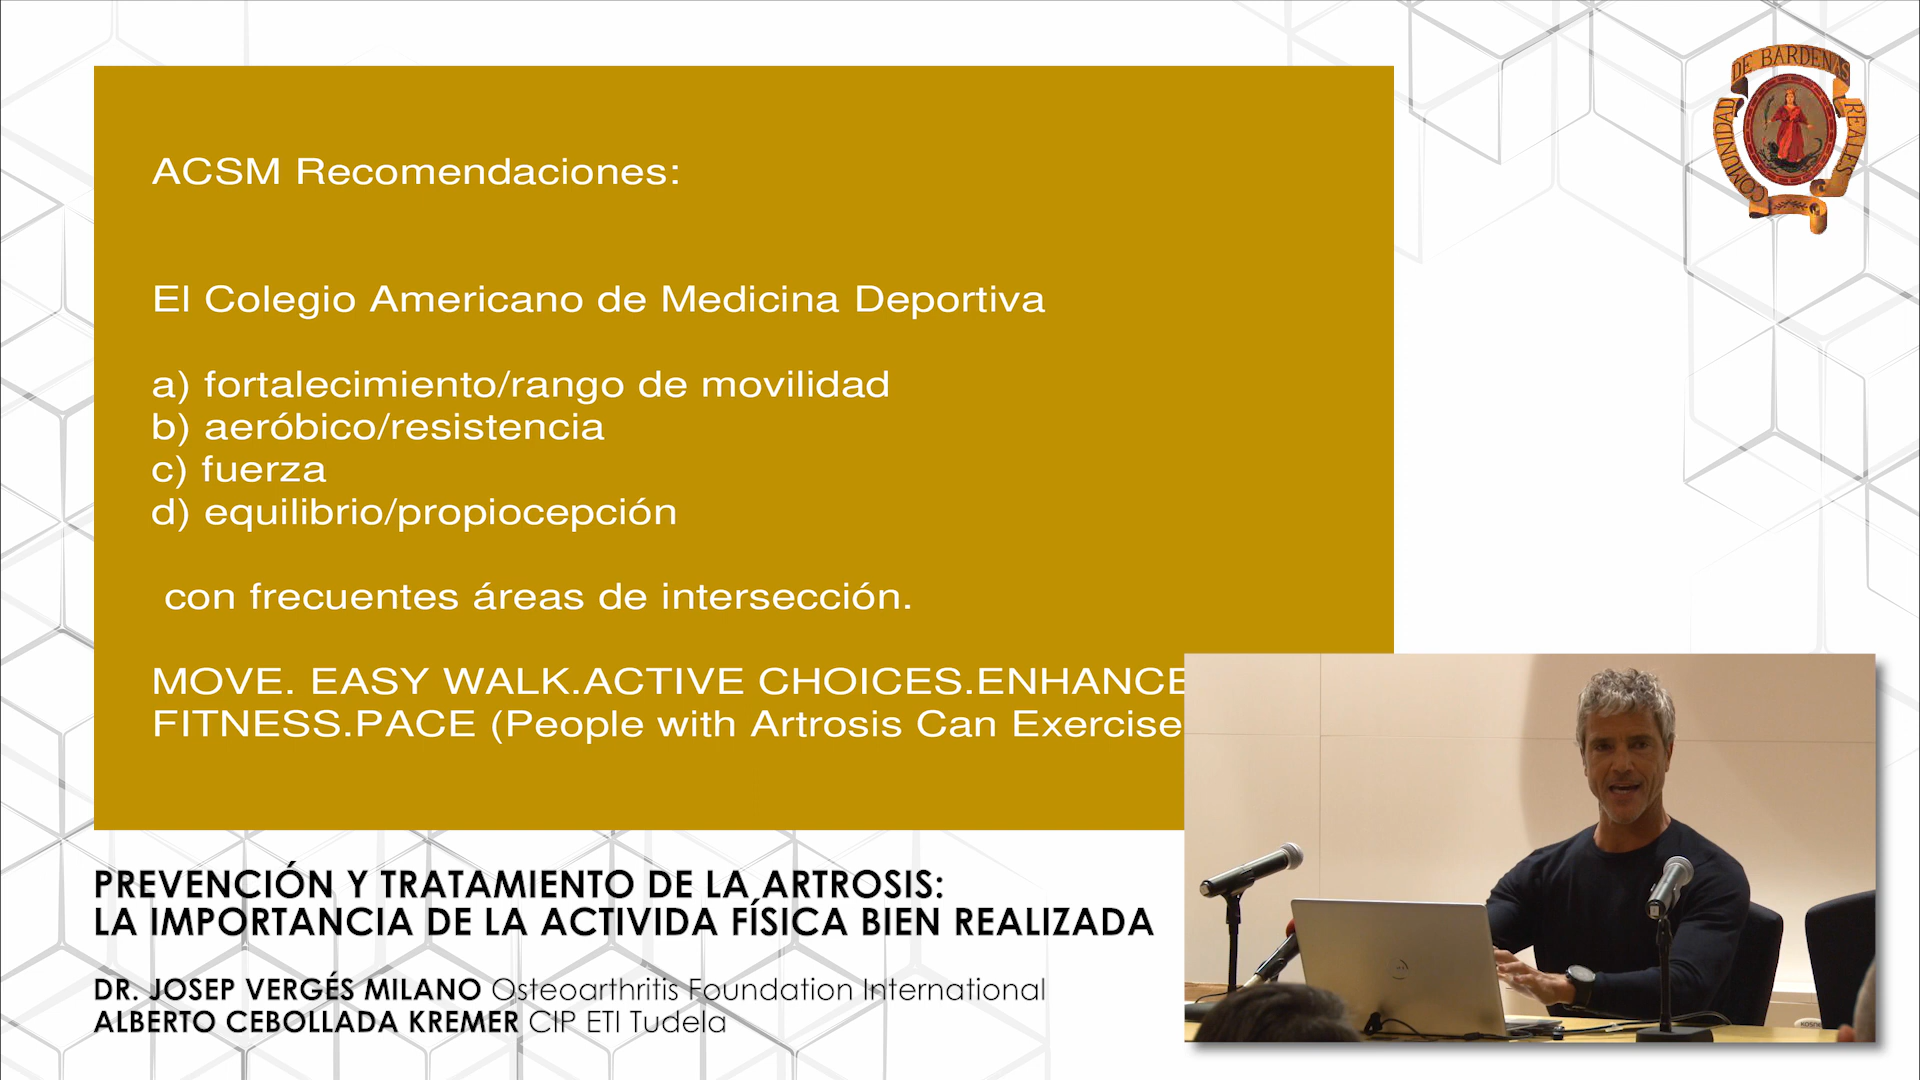 ACSM Recomendaciones:
El Colegio Americano de Medicina Deportiva
a) fortalecimiento/rango de movilidad
b) aeróbico/resistencia
c) fuerza
d) equilibrio/propiocepción
con frecuentes áreas de intersección.
MOVE. EASY WALK.ACTIVE CHOICES.ENHANCE
FITNESS.PACE (People with Artrosis Can Exercise
COMUNIDAD DE BARDENAS REALES
PREVENCIÓN Y TRATAMIENTO DE LA ARTROSIS:
LA IMPORTANCIA DE LA ACTIVIDA FÍSICA BIEN REALIZADA
DR. JOSEP VERGÉS MILANO Osteoarthritis Foundation International
ALBERTO CEBOLLADA KREMER CIP ETI Tudela